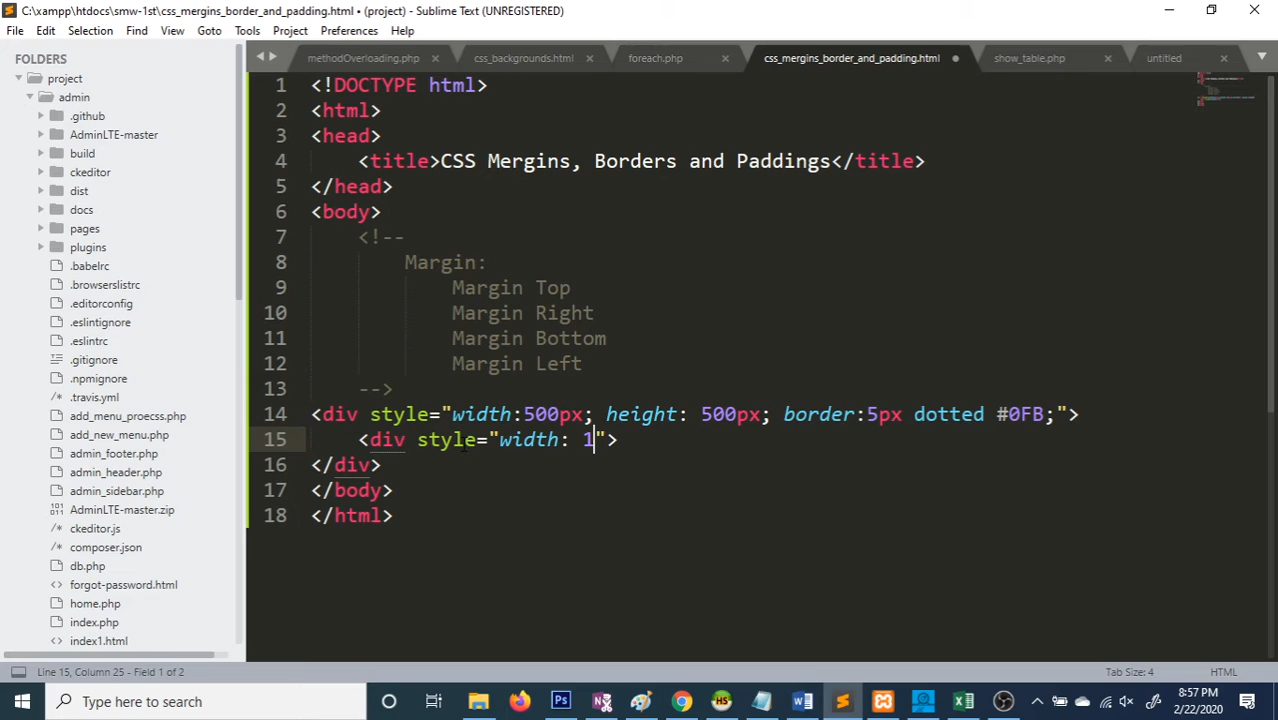 C:\xampp\htdocs\smw-1st\css_mergins_border_and_padding.html • (project) - Sublime Text (UNREGISTERED)
File Edit Selection Find View Goto Tools Project Preferences Help
FOLDERS
project
admin
.github
AdminLTE-master
build
ckeditor
dist
docs
pages
plugins
.babelrc
.browserslistrc
.editorconfig
.eslintignore
.eslintrc
.gitignore
.npmignore
.travis.yml
add_menu_proecss.php
add_new_menu.php
admin_footer.php
admin_header.php
admin_sidebar.php
AdminLTE-master.zip
ckeditor.js
composer.json
db.php
forgot-password.html
home.php
index.php
index1.html
methodOverloading.php css_backgrounds.html foreach.php css_mergins_border_and_padding.html show_table.php untitled
1 <!DOCTYPE html>
2 <html>
3 <head>
4 <title>CSS Mergins, Borders and Paddings</title>
5 </head>
6 <body>
7 <!--
8 Margin:
9 Margin Top
10 Margin Right
11 Margin Bottom
12 Margin Left
13 -->
14 <div style="width:500px; height: 500px; border:5px dotted #0FB;">
15 <div style="width: 1">
16 </div>
17 </body>
18 </html>
Line 15, Column 25 - Field 1 of 2 Tab Size: 4 HTML
Type here to search
8:57 PM
2/22/2020